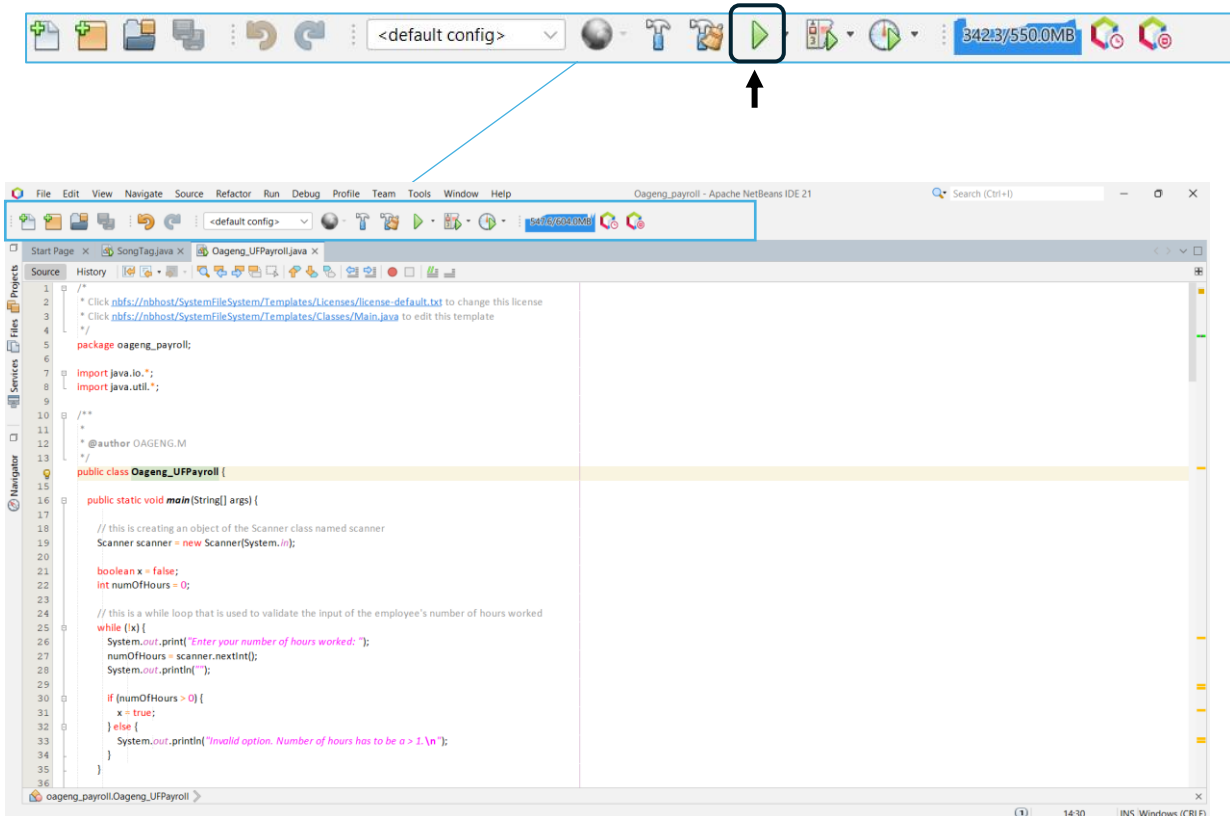 <default config>
342.3/550.0MB
File Edit View Navigate Source Refactor Run Debug Profile Team Tools Window Help
Oageng_payroll - Apache NetBeans IDE 21
Search (Ctrl+I)
<default config>
Start Page SongTag.java Oageng_UFPayroll.java
Projects
Files
Services
Navigator
Source History
1 /*
2 * Click nbfs://nbhost/SystemFileSystem/Templates/Licenses/license-default.txt to change this license
3 * Click nbfs://nbhost/SystemFileSystem/Templates/Classes/Main.java to edit this template
4 */
5 package oageng_payroll;
6
7 import java.io.*;
8 import java.util.*;
9
10 /**
11 *
12 * @author OAGENG.M
13 */
public class Oageng_UFPayroll {
15
16 public static void main(String[] args) {
17
18 // this is creating an object of the Scanner class named scanner
19 Scanner scanner = new Scanner(System.in);
20
21 boolean x = false;
22 int numOfHours = 0;
23
24 // this is a while loop that is used to validate the input of the employee's number of hours worked
25 while (!x) {
26 System.out.print("Enter your number of hours worked: ");
27 numOfHours = scanner.nextInt();
28 System.out.println("");
29
30 if (numOfHours > 0) {
31 x = true;
32 } else {
33 System.out.println("Invalid option. Number of hours has to be a > 1. \n");
34 }
35 }
36
oageng_payroll.Oageng_UFPayroll
1 14:30 INS Windows (CRLF)